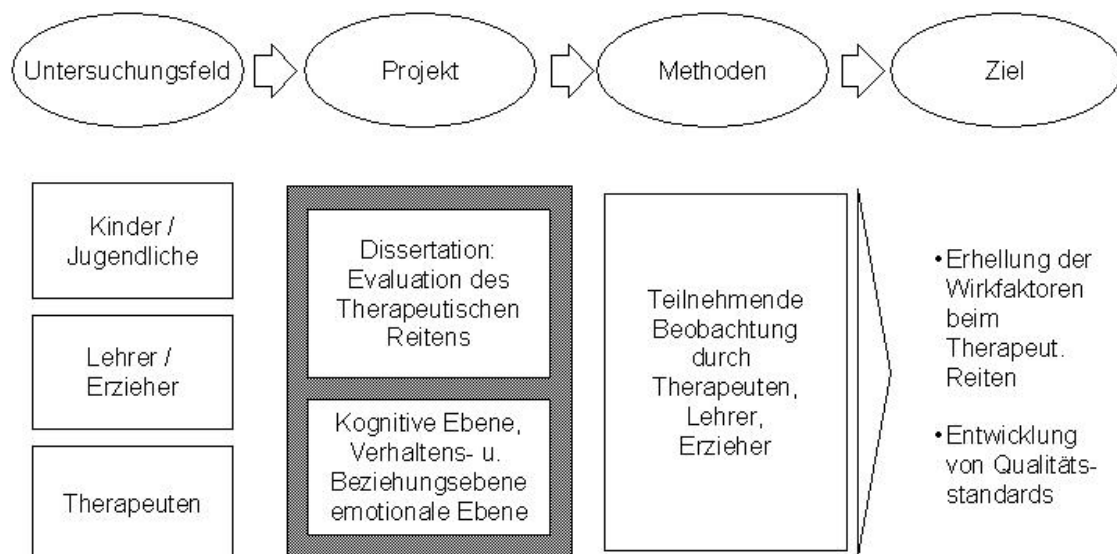 Untersuchungsfeld
Projekt
Methoden
Ziel
Kinder /
Jugendliche
Lehrer /
Erzieher
Therapeuten
Dissertation:
Evaluation des
Therapeutischen
Reitens
Kognitive Ebene,
Verhaltens- u.
Beziehungsebene
emotionale Ebene
Teilnehmende
Beobachtung
durch
Therapeuten,
Lehrer,
Erzieher
•Erhellung der
Wirkfaktoren
beim
Therapeut.
Reiten
•Entwicklung
von Qualitäts-
standards